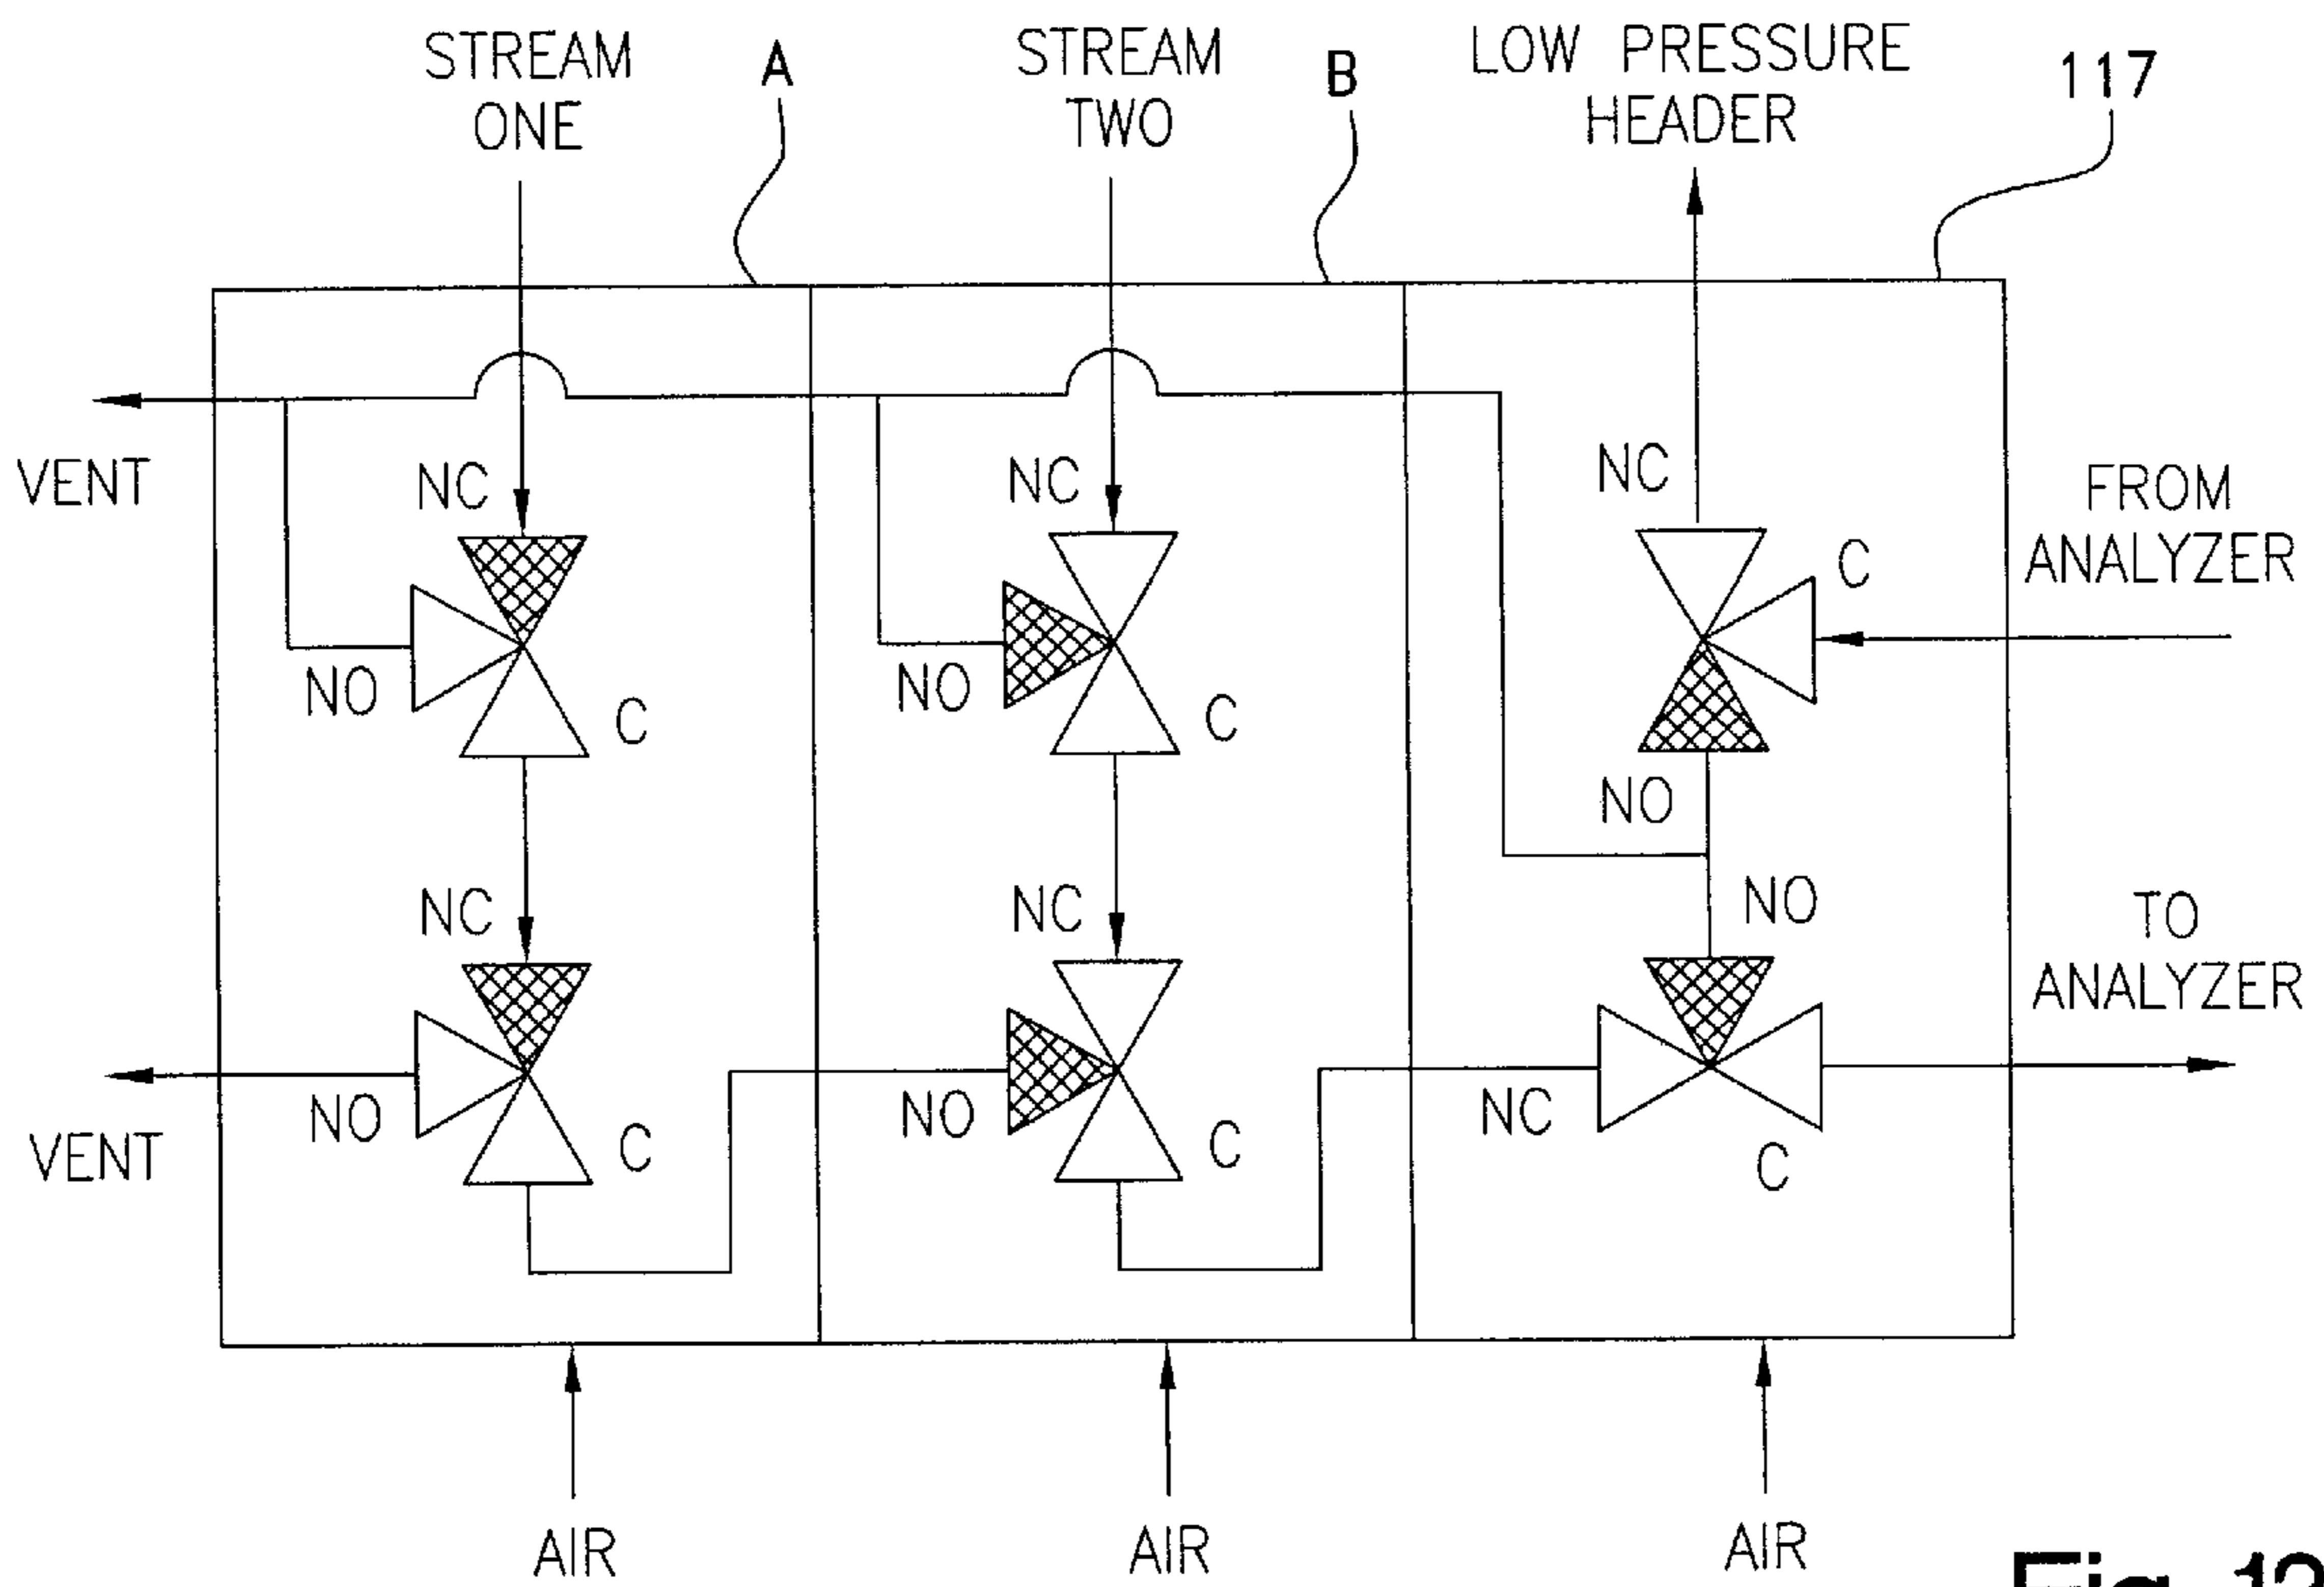 STREAM
ONE
A
STREAM
TWO
B
LOW PRESSURE
HEADER
117
VENT
NC
NC
NC
FROM
ANALYZER
C
NO
C
NO
C
NO
NC
NC
NO
TO
ANALYZER
VENT
NO
C
NO
C
NC
C
AIR
AIR
AIR